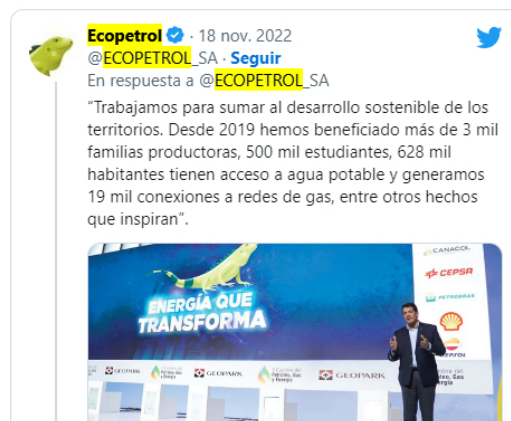 Ecopetrol · 18 nov. 2022
@ECOPETROL_SA · Seguir
En respuesta a @ECOPETROL_SA
“Trabajamos para sumar al desarrollo sostenible de los
territorios. Desde 2019 hemos beneficiado más de 3 mil
familias productoras, 500 mil estudiantes, 628 mil
habitantes tienen acceso a agua potable y generamos
19 mil conexiones a redes de gas, entre otros hechos
que inspiran”.
CANACOL
CEPSA
PETROBRAS
ENERGÍA QUE
TRANSFORMA
GEOPARK
GEOPARK
GEOPARK